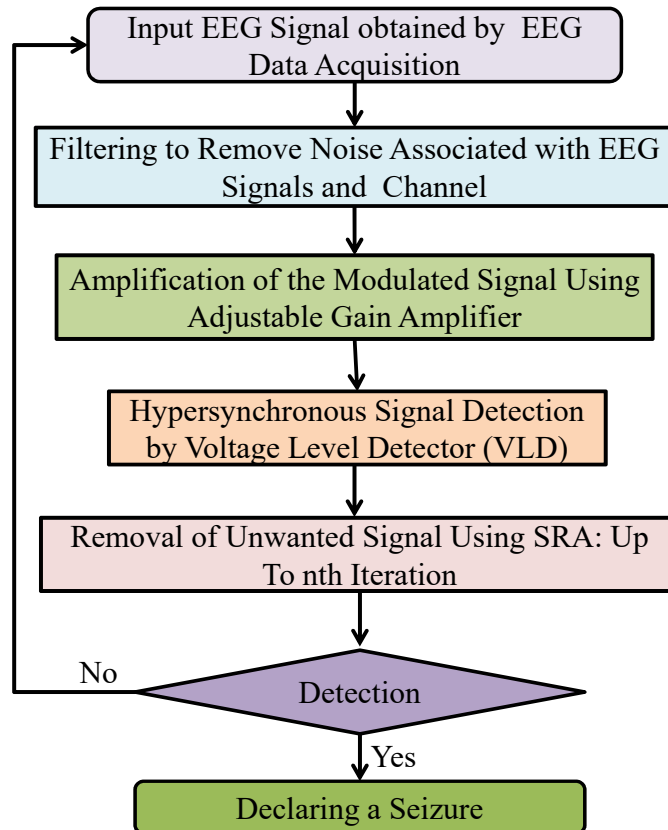 Input EEG Signal obtained by EEG
Data Acquisition
Filtering to Remove Noise Associated with EEG
Signals and Channel
Amplification of the Modulated Signal Using
Adjustable Gain Amplifier
Hypersynchronous Signal Detection
by Voltage Level Detector (VLD)
Removal of Unwanted Signal Using SRA: Up
To nth Iteration
No
Detection
Yes
Declaring a Seizure